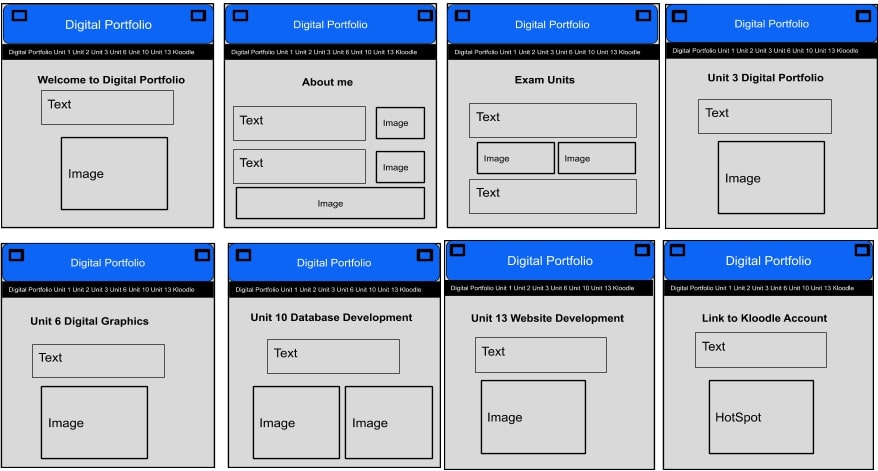 Digital Portfolio
Digital Portfolio Unit 1 Unit 2 Unit 3 Unit 6 Unit 10 Unit 13 Kloodle
Welcome to Digital Portfolio
Text
Image
Digital Portfolio
Digital Portfolio Unit 1 Unit 2 Unit 3 Unit 6 Unit 10 Unit 13 Kloodle
About me
Text
Image
Text
Image
Image
Digital Portfolio
Digital Portfolio Unit 1 Unit 2 Unit 3 Unit 6 Unit 10 Unit 13 Kloodle
Exam Units
Text
Image
Image
Text
Digital Portfolio
Digital Portfolio Unit 1 Unit 2 Unit 3 Unit 6 Unit 10 Unit 13 Kloodle
Unit 3 Digital Portfolio
Text
Image
Digital Portfolio
Digital Portfolio Unit 1 Unit 2 Unit 3 Unit 6 Unit 10 Unit 13 Kloodle
Unit 6 Digital Graphics
Text
Image
Digital Portfolio
Digital Portfolio Unit 1 Unit 2 Unit 3 Unit 6 Unit 10 Unit 13 Kloodle
Unit 10 Database Development
Text
Image
Image
Digital Portfolio
Digital Portfolio Unit 1 Unit 2 Unit 3 Unit 6 Unit 10 Unit 13 Kloodle
Unit 13 Website Development
Text
Image
Digital Portfolio
Digital Portfolio Unit 1 Unit 2 Unit 3 Unit 6 Unit 10 Unit 13 Kloodle
Link to Kloodle Account
Text
HotSpot